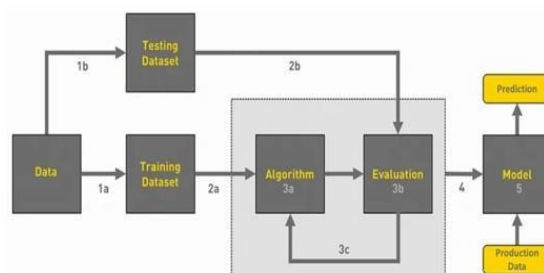 Testing
Dataset
1b
2b
Prediction
Data
1a
Training
Dataset
2a
Algorithm
3a
Evaluation
3b
4
Model
5
3c
Production
Data